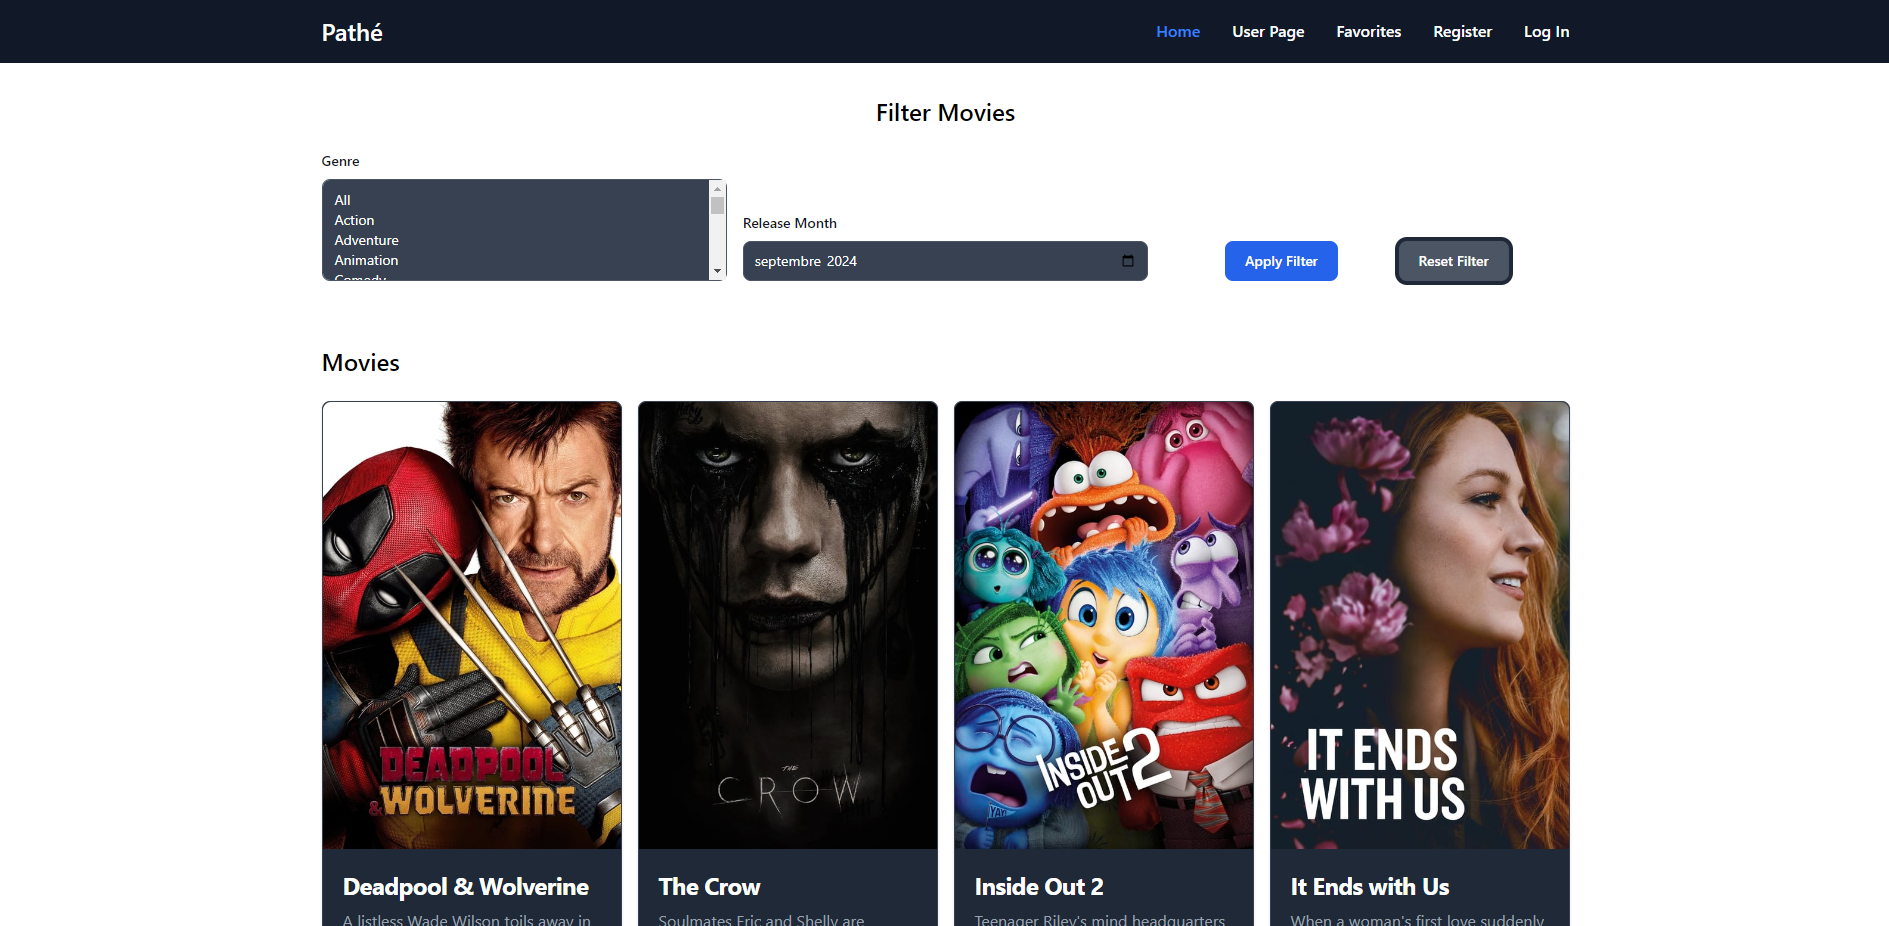 Pathé
Home
User Page
Favorites
Register
Log In
Filter Movies
Genre
All
Action
Adventure
Animation
Comedy
Release Month
septembre 2024
Apply Filter
Reset Filter
Movies
DEADPOOL
& WOLVERINE
THE
CROW
INSIDE
OUT 2
IT ENDS
WITH US
Deadpool & Wolverine
A listless Wade Wilson toils away in
The Crow
Soulmates Eric and Shelly are
Inside Out 2
Teenager Riley's mind headquarters
It Ends with Us
When a woman's first love suddenly